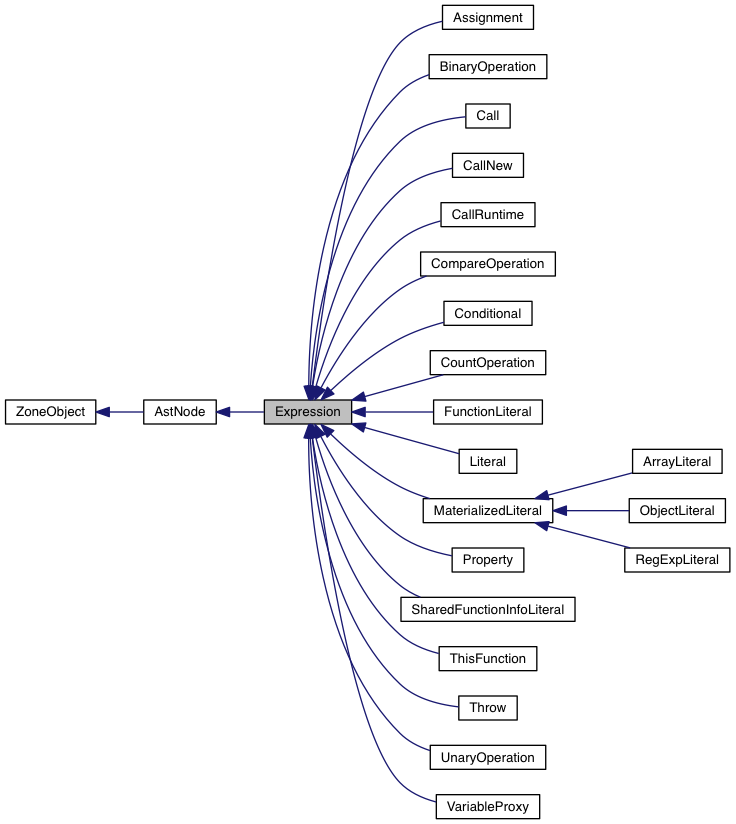 Assignment
BinaryOperation
Call
CallNew
CallRuntime
CompareOperation
Conditional
CountOperation
ZoneObject
AstNode
Expression
FunctionLiteral
Literal
ArrayLiteral
MaterializedLiteral
ObjectLiteral
RegExpLiteral
Property
SharedFunctionInfoLiteral
ThisFunction
Throw
UnaryOperation
VariableProxy